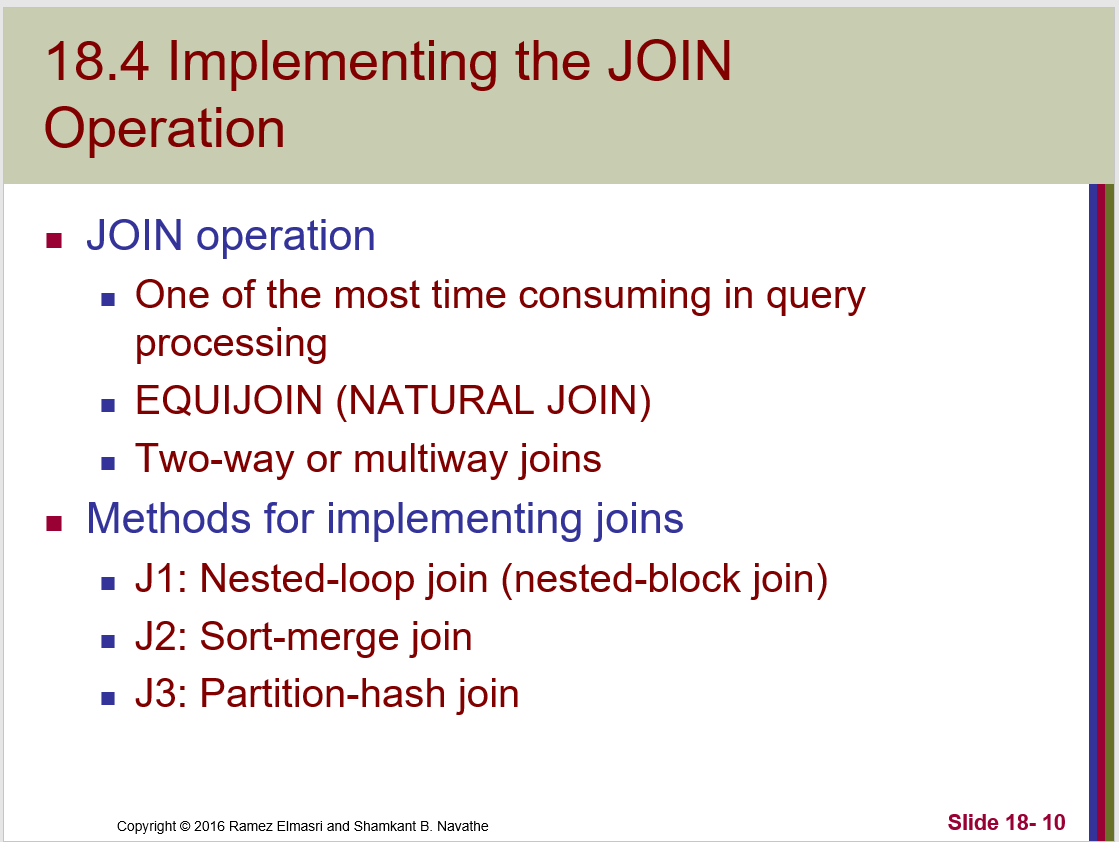 18.4 Implementing the JOIN
Operation
JOIN operation
One of the most time consuming in query
processing
EQUIJOIN (NATURAL JOIN)
Two-way or multiway joins
Methods for implementing joins
J1: Nested-loop join (nested-block join)
J2: Sort-merge join
J3: Partition-hash join
Copyright © 2016 Ramez Elmasri and Shamkant B. Navathe
Slide 18- 10